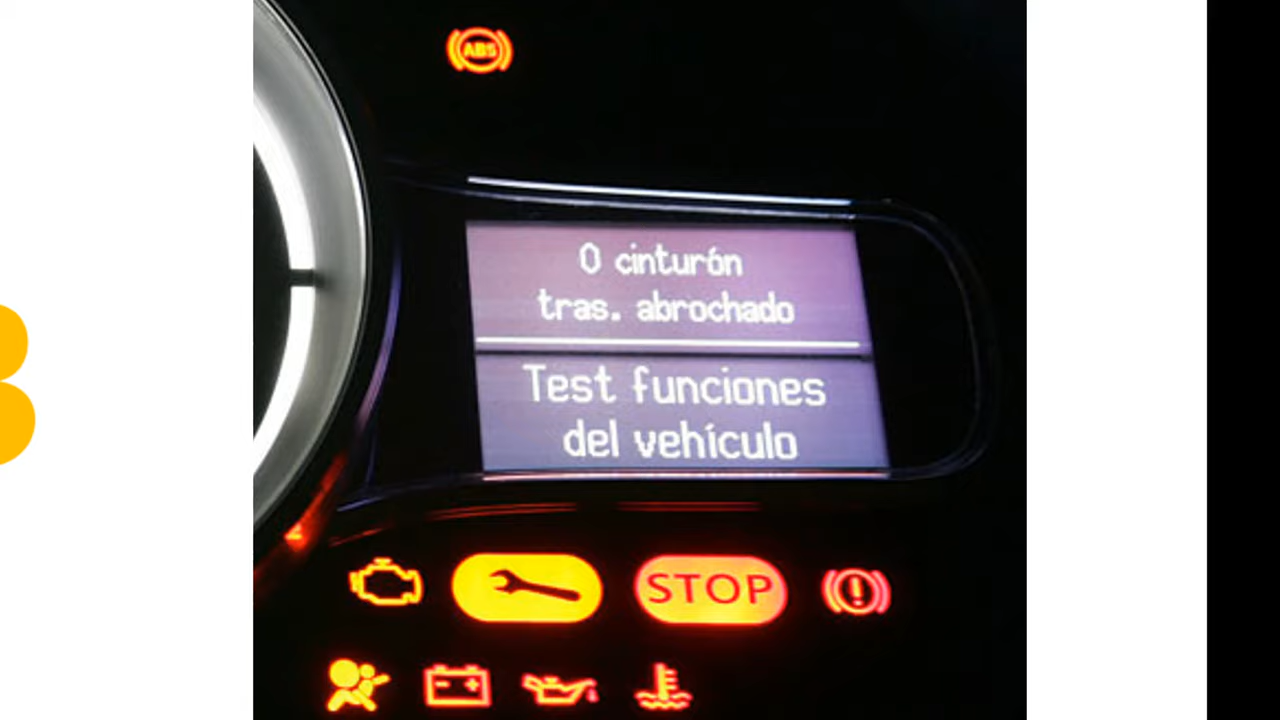 ABS
0 cinturón
tras. abrochado
Test funciones
del vehículo
STOP